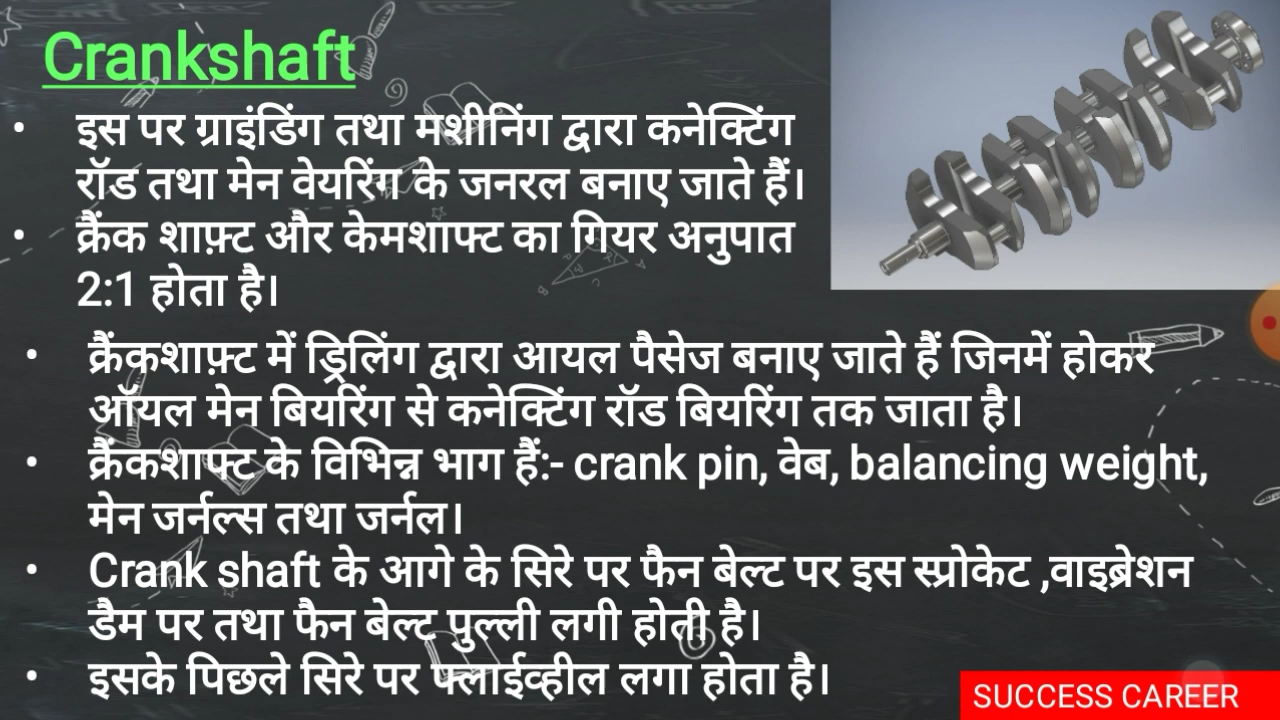 Crankshaft
• इस पर ग्राइंडिंग तथा मशीनिंग द्वारा कनेक्टिंग
रॉड तथा मेन वेयरिंग के जनरल बनाए जाते हैं।
• क्रैंक शाफ़्ट और केमशाफ्ट का गियर अनुपात
2:1 होता है।
• क्रैंकशाफ़्ट में ड्रिलिंग द्वारा आयल पैसेज बनाए जाते हैं जिनमें होकर
ऑयल मेन बियरिंग से कनेक्टिंग रॉड बियरिंग तक जाता है।
• क्रैंकशाफ्ट के विभिन्न भाग हैं:- crank pin, वेब, balancing weight,
मेन जर्नल्स तथा जर्नल।
• Crank shaft के आगे के सिरे पर फैन बेल्ट पर इस स्प्रोकेट ,वाइब्रेशन
डैम पर तथा फैन बेल्ट पुल्ली लगी होती है।
• इसके पिछले सिरे पर फ्लाईव्हील लगा होता है।
SUCCESS CAREER